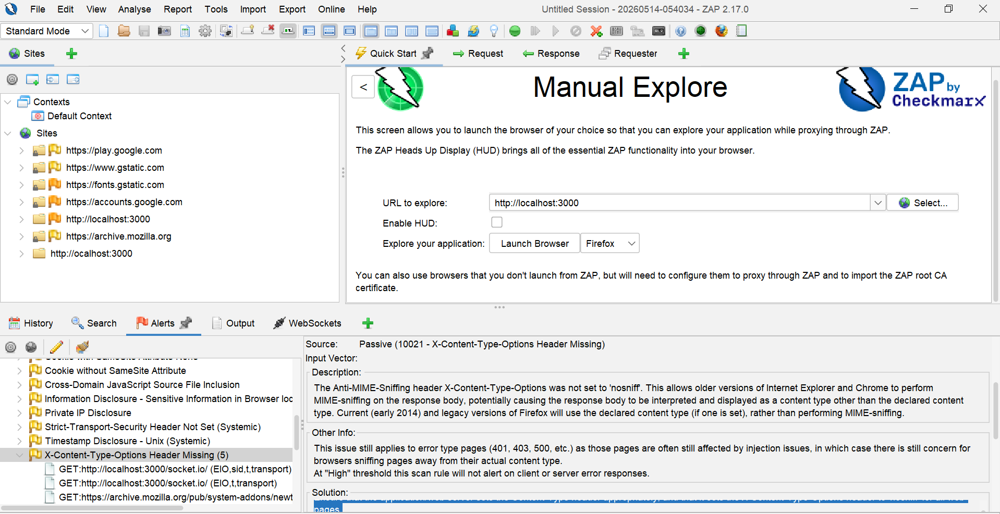 File Edit View Analyse Report Tools Import Export Online Help
Untitled Session - 20260514-054034 - ZAP 2.17.0
Standard Mode
Sites
Quick Start
Request
Response
Requester
Contexts
Default Context
Sites
https://play.google.com
https://www.gstatic.com
https://fonts.gstatic.com
https://accounts.google.com
http://localhost:3000
https://archive.mozilla.org
http://ocalhost:3000
<
Manual Explore
ZAP by
Checkmarx
This screen allows you to launch the browser of your choice so that you can explore your application while proxying through ZAP.
The ZAP Heads Up Display (HUD) brings all of the essential ZAP functionality into your browser.
URL to explore:
http://localhost:3000
Select...
Enable HUD:
Explore your application:
Launch Browser
Firefox
You can also use browsers that you don't launch from ZAP, but will need to configure them to proxy through ZAP and to import the ZAP root CA
certificate.
History
Search
Alerts
Output
WebSockets
Cookie with SameSite Attribute None
Cookie without SameSite Attribute
Cross-Domain JavaScript Source File Inclusion
Information Disclosure - Sensitive Information in Browser loc
Private IP Disclosure
Strict-Transport-Security Header Not Set (Systemic)
Timestamp Disclosure - Unix (Systemic)
X-Content-Type-Options Header Missing (5)
GET:http://localhost:3000/socket.io/ (EIO,sid,t,transport)
GET:http://localhost:3000/socket.io/ (EIO,t,transport)
GET:https://archive.mozilla.org/pub/system-addons/newt
Source: Passive (10021 - X-Content-Type-Options Header Missing)
Input Vector:
Description:
The Anti-MIME-Sniffing header X-Content-Type-Options was not set to 'nosniff'. This allows older versions of Internet Explorer and Chrome to perform
MIME-sniffing on the response body, potentially causing the response body to be interpreted and displayed as a content type other than the declared content
type. Current (early 2014) and legacy versions of Firefox will use the declared content type (if one is set), rather than performing MIME-sniffing.
Other Info:
This issue still applies to error type pages (401, 403, 500, etc.) as those pages are often still affected by injection issues, in which case there is still concern for
browsers sniffing pages away from their actual content type.
At "High" threshold this scan rule will not alert on client or server error responses.
Solution:
pages.